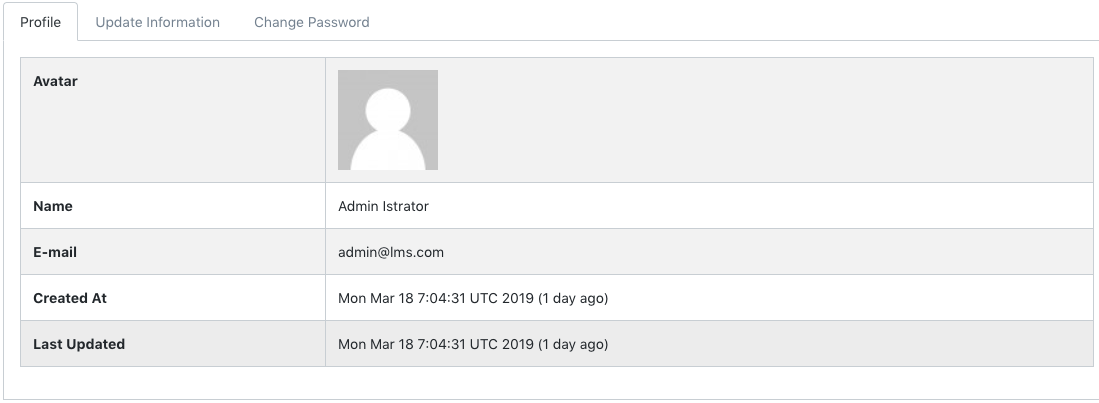 Profile Update Information Change Password
Avatar
Name Admin Istrator
E-mail admin@lms.com
Created At Mon Mar 18 7:04:31 UTC 2019 (1 day ago)
Last Updated Mon Mar 18 7:04:31 UTC 2019 (1 day ago)